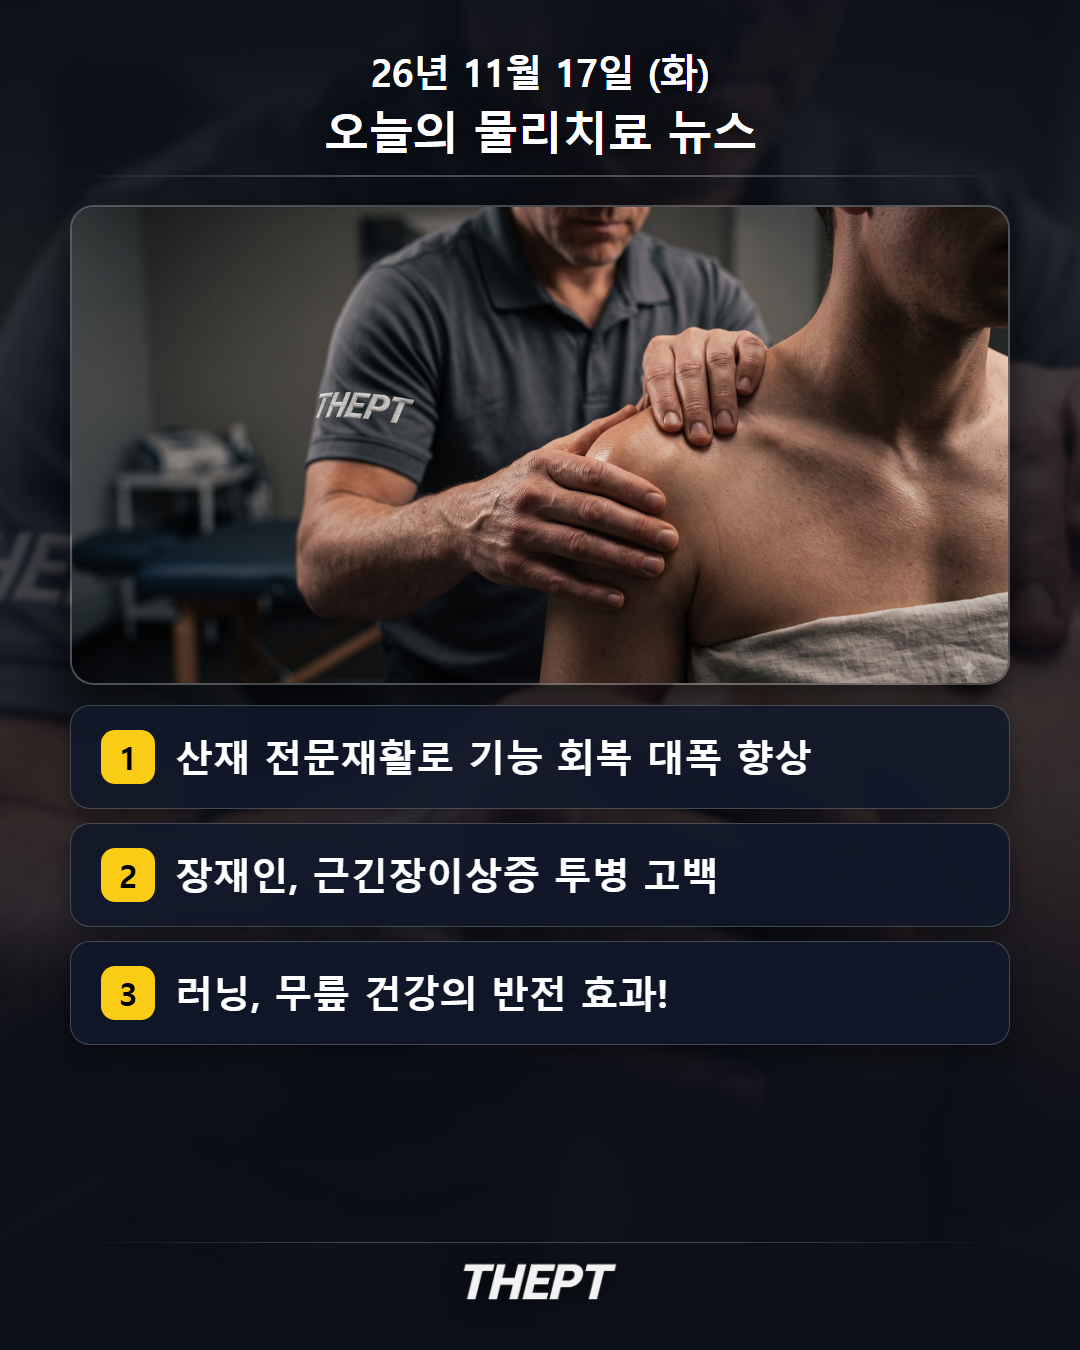 26년 11월 17일 (화)
오늘의 물리치료 뉴스
THEPT
1 산재 전문재활로 기능 회복 대폭 향상
2 장재인, 근긴장이상증 투병 고백
3 러닝, 무릎 건강의 반전 효과!
THEPT